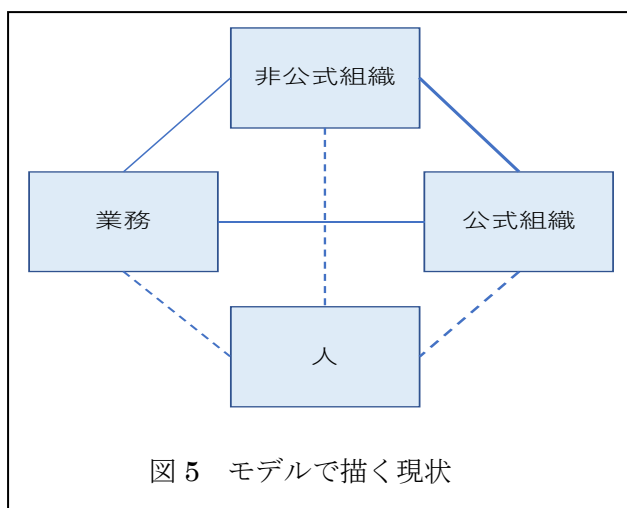 非公式組織
業務
公式組織
人
図 5 モデルで描く現状